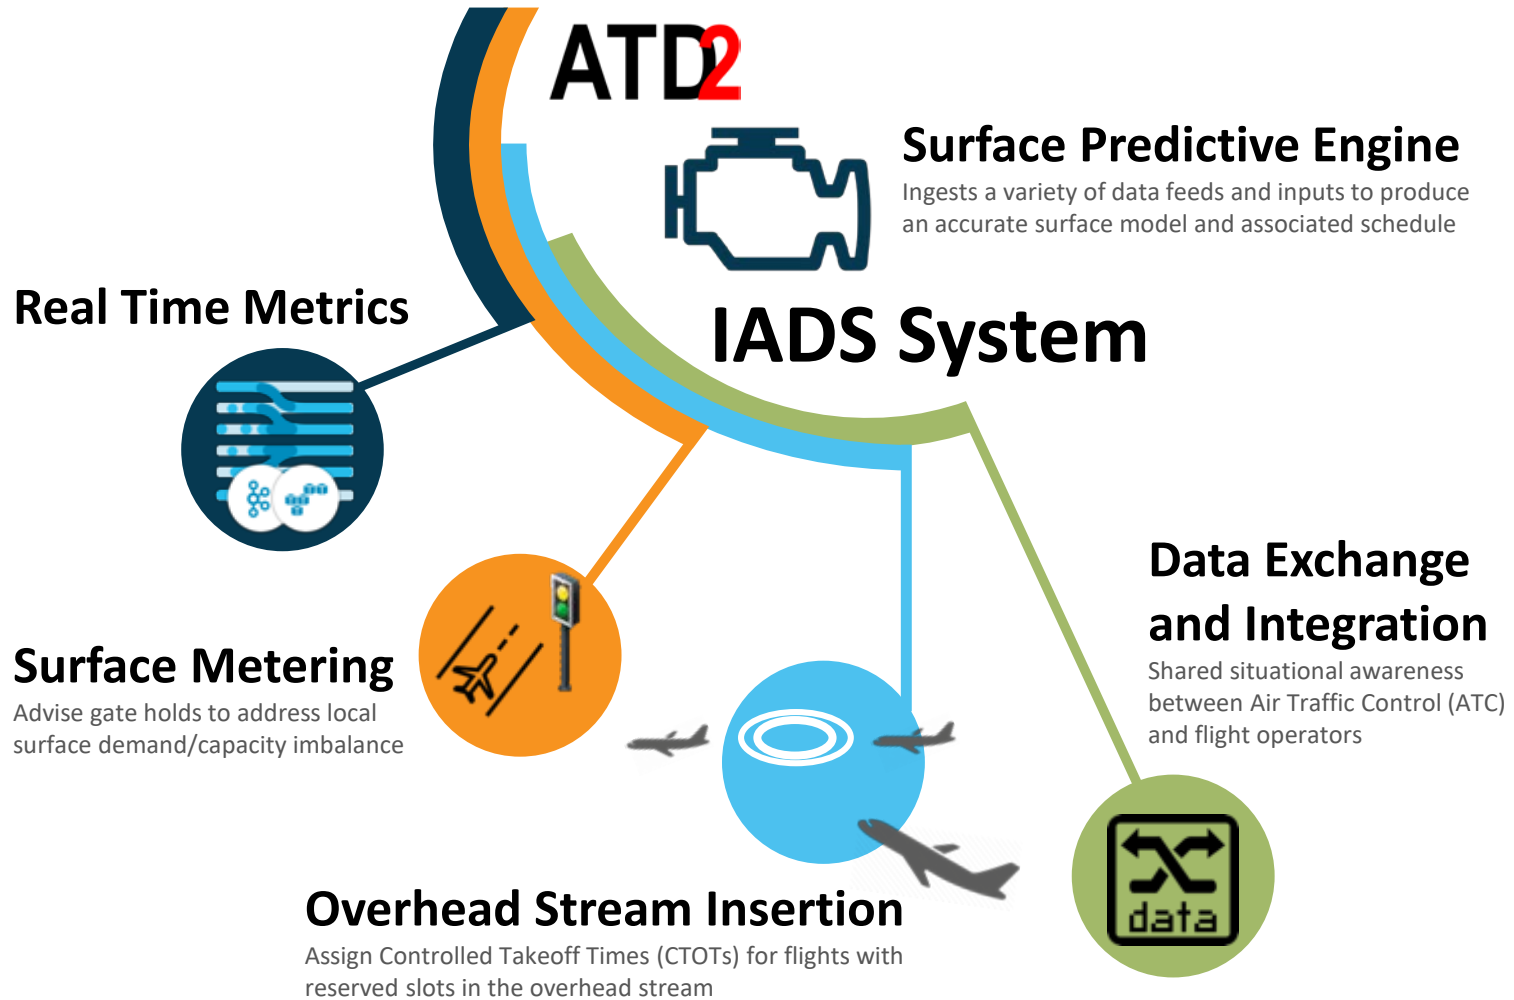 ATD2
Surface Predictive Engine
Ingests a variety of data feeds and inputs to produce
an accurate surface model and associated schedule
IADS System
Real Time Metrics
Surface Metering
Advise gate holds to address local
surface demand/capacity imbalance
Data Exchange
and Integration
Shared situational awareness
between Air Traffic Control (ATC)
and flight operators
data
Overhead Stream Insertion
Assign Controlled Takeoff Times (CTOTs) for flights with
reserved slots in the overhead stream